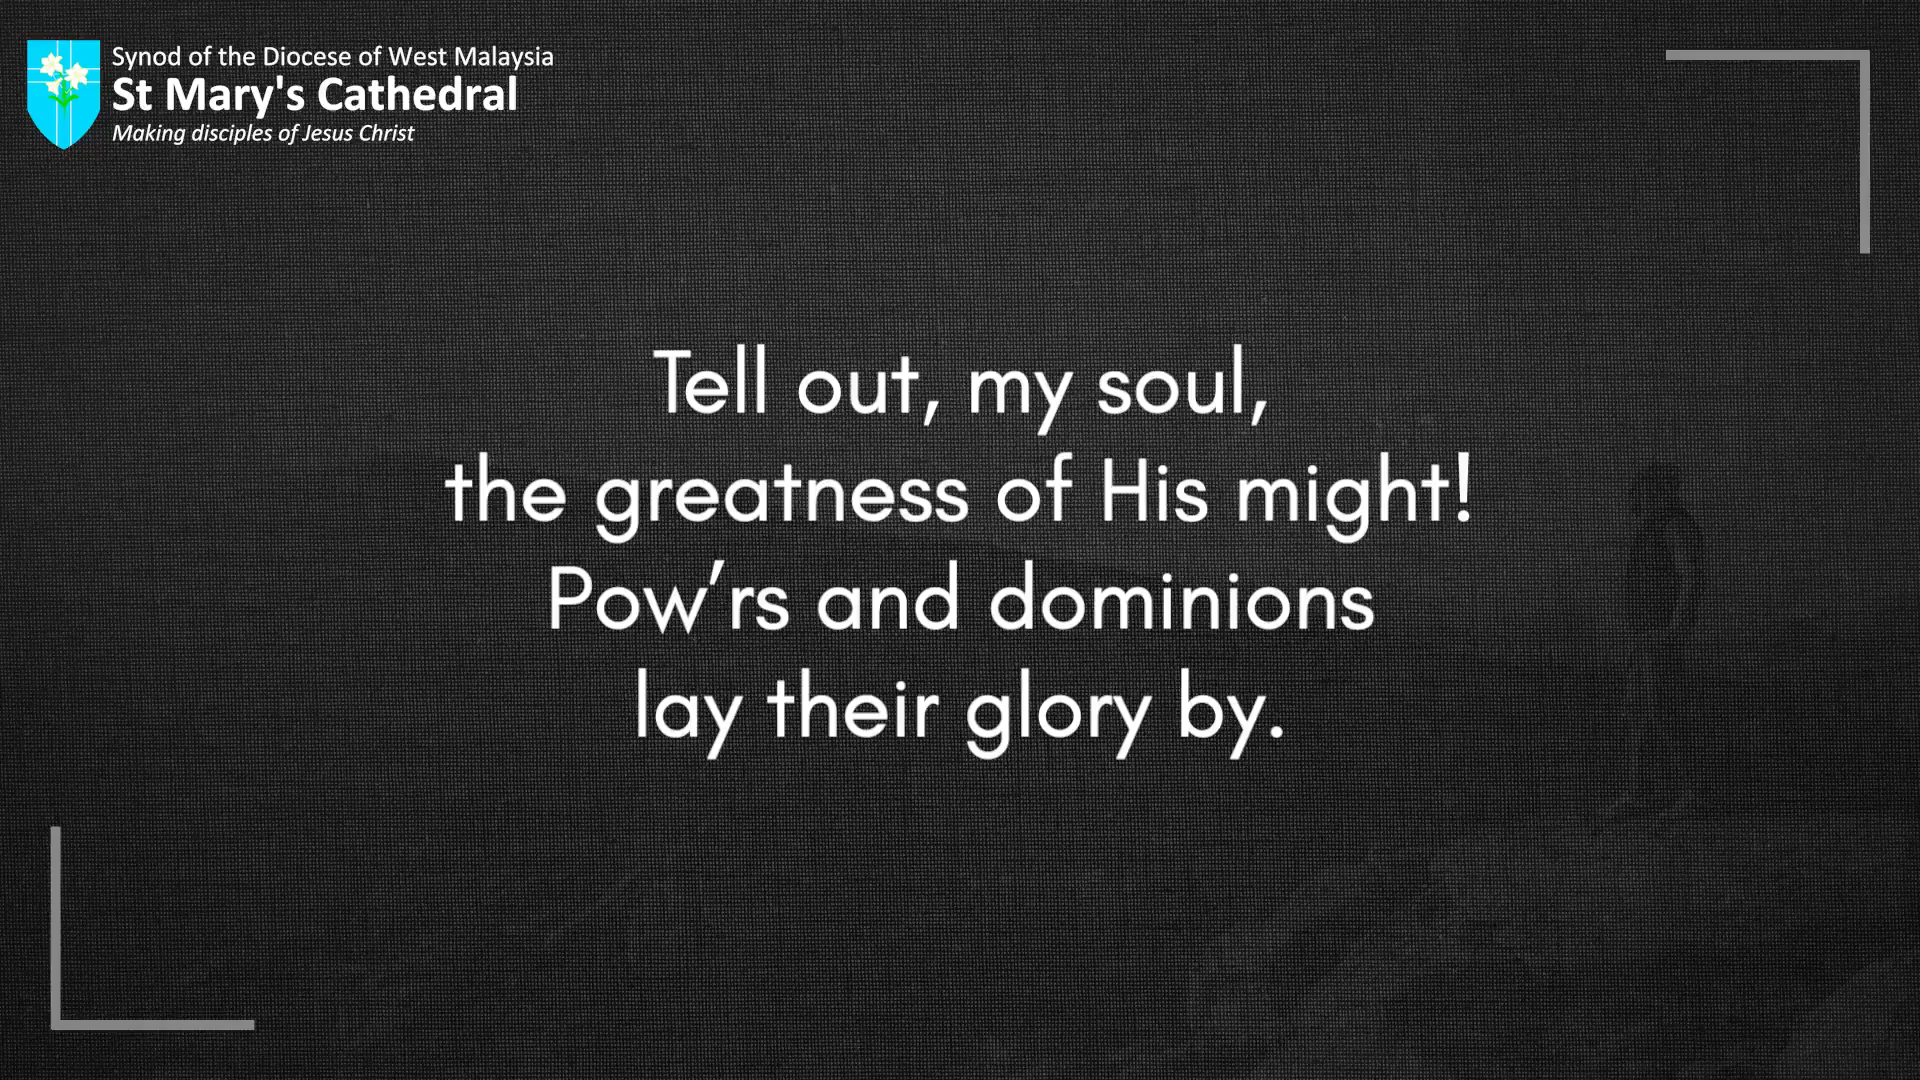 Synod of the Diocese of West Malaysia
St Mary's Cathedral
Making disciples of Jesus Christ
Tell out, my soul,
the greatness of His might!
Pow’rs and dominions
lay their glory by.